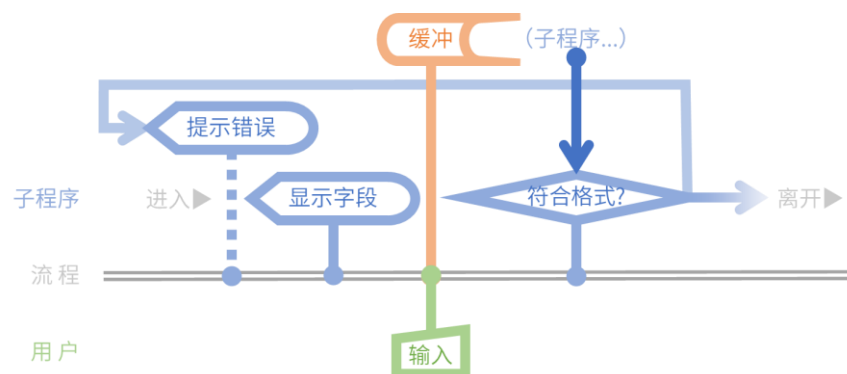 缓冲
（子程序...）
提示错误
子程序
进入▶
显示字段
符合格式?
离开▶
流程
用户
输入